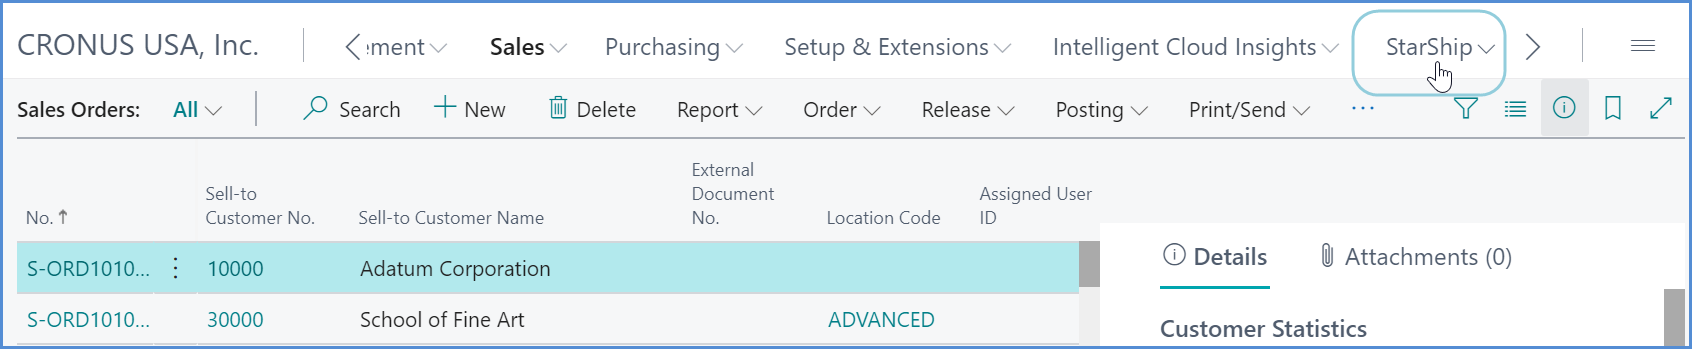 CRONUS USA, Inc.
ement Sales Purchasing Setup & Extensions Intelligent Cloud Insights StarShip
Sales Orders: All Search New Delete Report Order Release Posting Print/Send ...
External
Sell-to Document Assigned User
No. Customer No. Sell-to Customer Name No. Location Code ID
S-ORD1010... 10000 Adatum Corporation
S-ORD1010... 30000 School of Fine Art ADVANCED
Details Attachments (0)
Customer Statistics